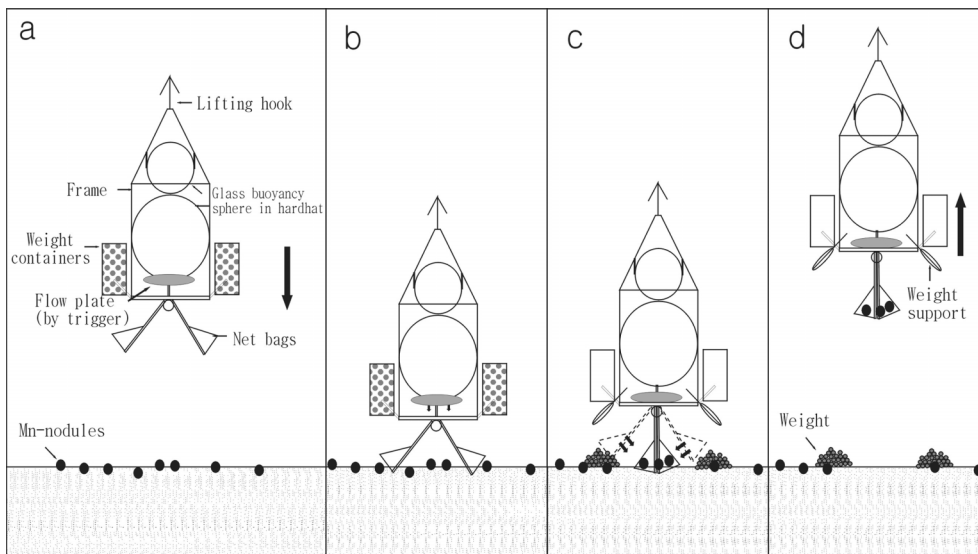 a
Lifting hook
Frame
Glass buoyancy
sphere in hardhat
Weight
containers
Flow plate
(by trigger)
Net bags
Mn-nodules
b
c
d
Weight
support
Weight